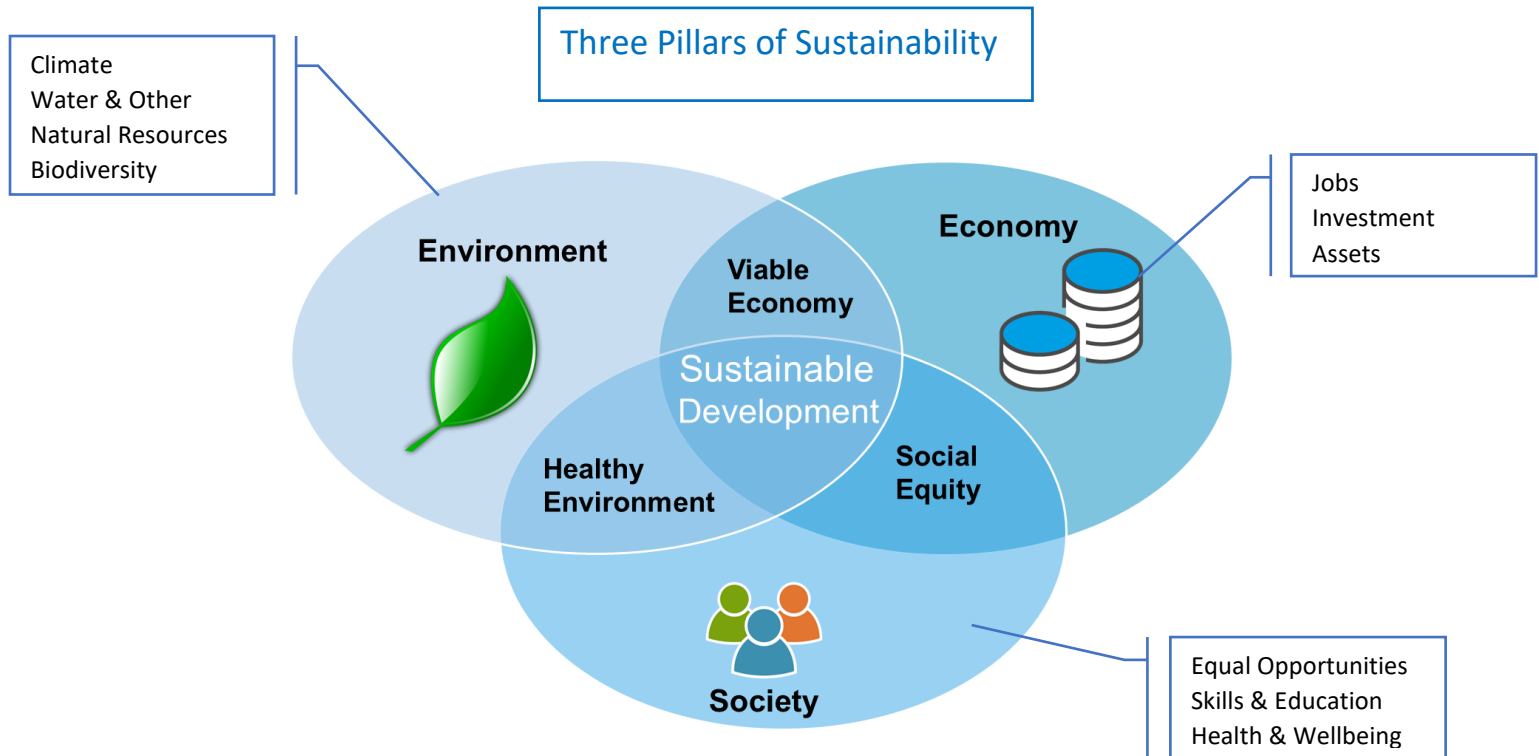 Three Pillars of Sustainability
Climate
Water & Other
Natural Resources
Biodiversity
Jobs
Investment
Assets
Environment
Economy
Viable
Economy
Sustainable
Development
Healthy
Environment
Social
Equity
Society
Equal Opportunities
Skills & Education
Health & Wellbeing